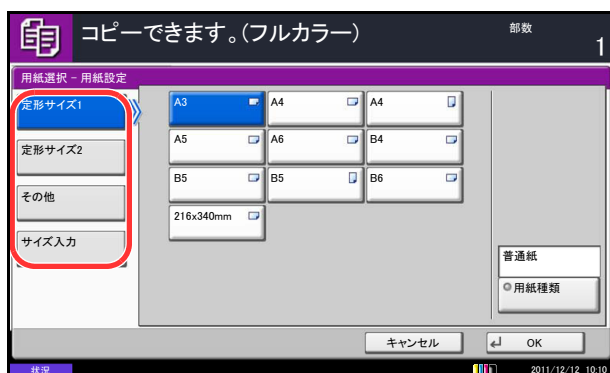 コピーできます。(フルカラー)
部数
1
用紙選択 - 用紙設定
定形サイズ1
定形サイズ2
その他
サイズ入力
A3 A4 A4
A5 A6 B4
B5 B5 B6
216x340mm
普通紙
用紙種類
キャンセル OK
状況
2011/12/12 10:10